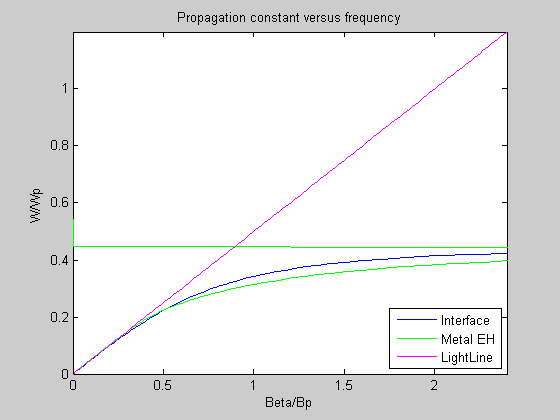 Propagation constant versus frequency
1
0.8
0.6
0.4
0.2
0
W/Wp
0
0.5
1
1.5
2
Beta/Bp
Interface
Metal EH
LightLine